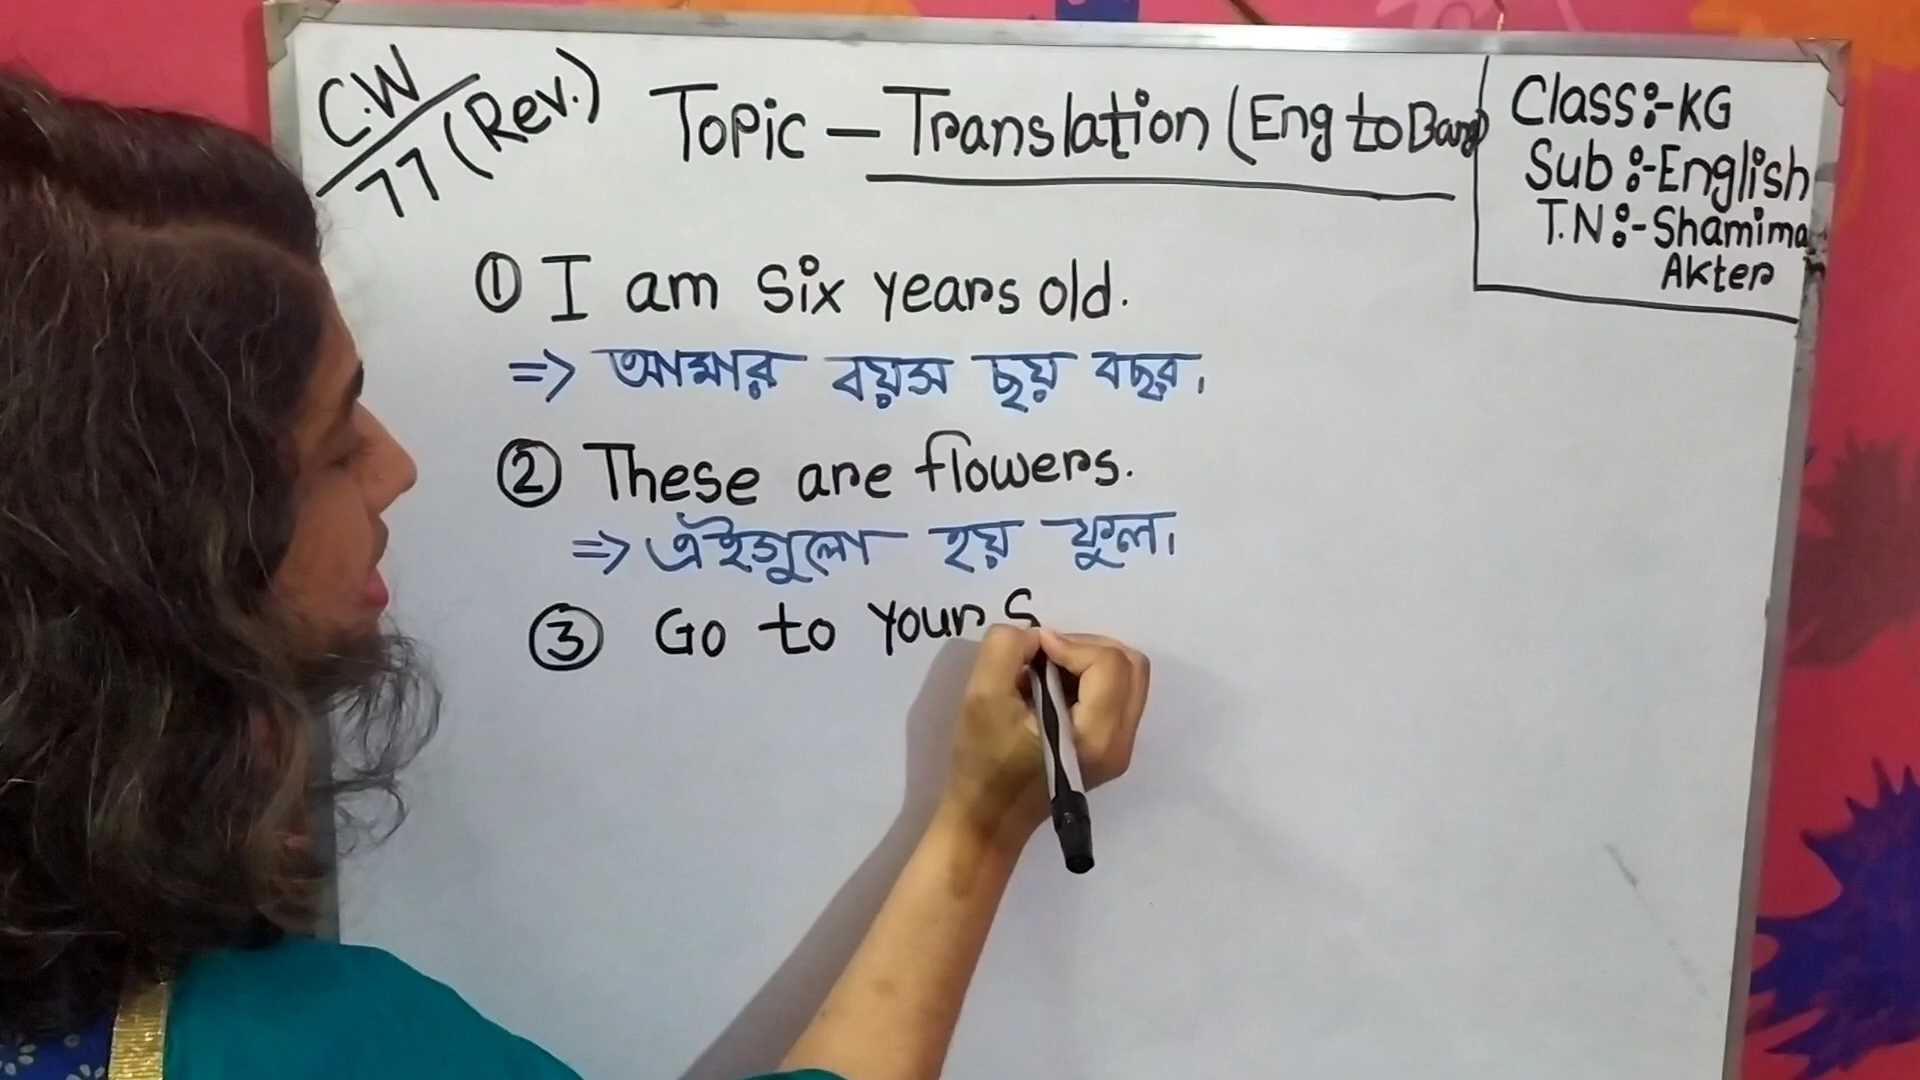 C.W
77 (Rev.)
Topic – Translation (Eng to Bang)
Class:-KG
Sub:-English
T.N:-Shamima
Akter
① I am six years old.
=> আমার বয়স ছয় বছর।
② These are flowers.
=> এইগুলো হয় ফুল।
③ Go to your S